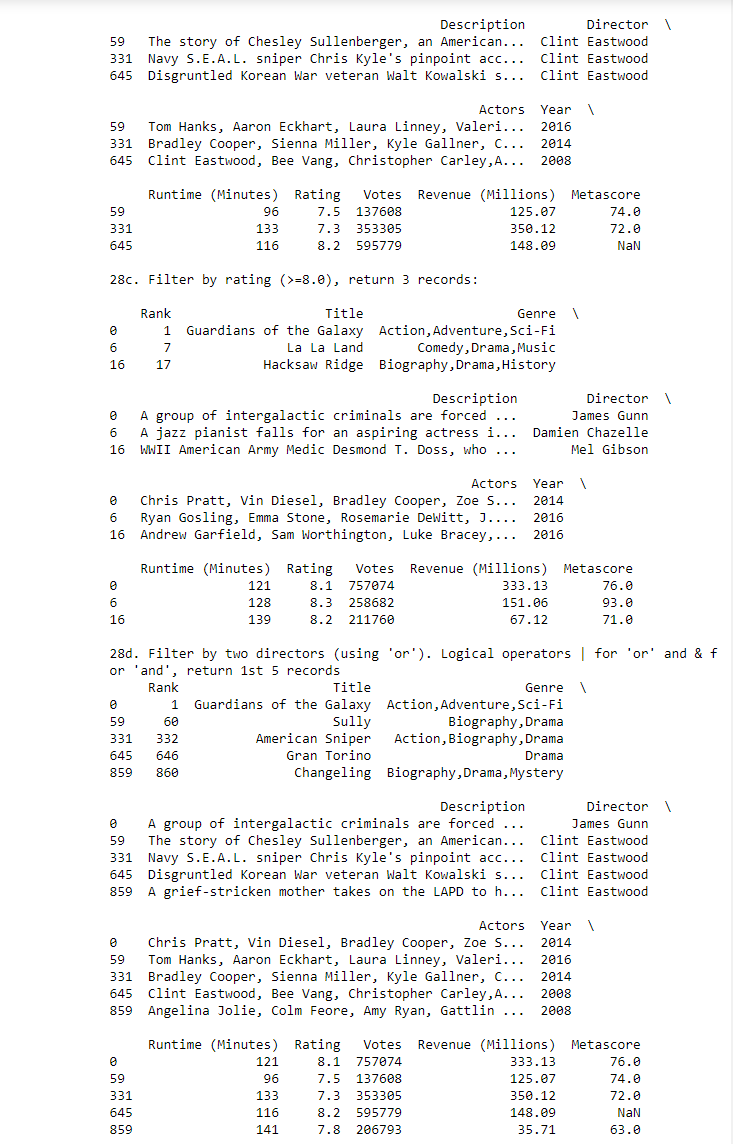 Description Director \
59 The story of Chesley Sullenberger, an American... Clint Eastwood
331 Navy S.E.A.L. sniper Chris Kyle's pinpoint acc... Clint Eastwood
645 Disgruntled Korean War veteran Walt Kowalski s... Clint Eastwood
Actors Year \
59 Tom Hanks, Aaron Eckhart, Laura Linney, Valeri... 2016
331 Bradley Cooper, Sienna Miller, Kyle Gallner, C... 2014
645 Clint Eastwood, Bee Vang, Christopher Carley,A... 2008
Runtime (Minutes) Rating Votes Revenue (Millions) Metascore
59 96 7.5 137608 125.07 74.0
331 133 7.3 353305 350.12 72.0
645 116 8.2 595779 148.09 NaN
28c. Filter by rating (>=8.0), return 3 records:
Rank Title Genre \
0 1 Guardians of the Galaxy Action,Adventure,Sci-Fi
6 7 La La Land Comedy,Drama,Music
16 17 Hacksaw Ridge Biography,Drama,History
Description Director \
0 A group of intergalactic criminals are forced ... James Gunn
6 A jazz pianist falls for an aspiring actress i... Damien Chazelle
16 WWII American Army Medic Desmond T. Doss, who ... Mel Gibson
Actors Year \
0 Chris Pratt, Vin Diesel, Bradley Cooper, Zoe S... 2014
6 Ryan Gosling, Emma Stone, Rosemarie DeWitt, J.... 2016
16 Andrew Garfield, Sam Worthington, Luke Bracey,... 2016
Runtime (Minutes) Rating Votes Revenue (Millions) Metascore
0 121 8.1 757074 333.13 76.0
6 128 8.3 258682 151.06 93.0
16 139 8.2 211760 67.12 71.0
28d. Filter by two directors (using 'or'). Logical operators | for 'or' and & f
or 'and', return 1st 5 records
Rank Title Genre \
0 1 Guardians of the Galaxy Action,Adventure,Sci-Fi
59 60 Sully Biography,Drama
331 332 American Sniper Action,Biography,Drama
645 646 Gran Torino Drama
859 860 Changeling Biography,Drama,Mystery
Description Director \
0 A group of intergalactic criminals are forced ... James Gunn
59 The story of Chesley Sullenberger, an American... Clint Eastwood
331 Navy S.E.A.L. sniper Chris Kyle's pinpoint acc... Clint Eastwood
645 Disgruntled Korean War veteran Walt Kowalski s... Clint Eastwood
859 A grief-stricken mother takes on the LAPD to h... Clint Eastwood
Actors Year \
0 Chris Pratt, Vin Diesel, Bradley Cooper, Zoe S... 2014
59 Tom Hanks, Aaron Eckhart, Laura Linney, Valeri... 2016
331 Bradley Cooper, Sienna Miller, Kyle Gallner, C... 2014
645 Clint Eastwood, Bee Vang, Christopher Carley,A... 2008
859 Angelina Jolie, Colm Feore, Amy Ryan, Gattlin ... 2008
Runtime (Minutes) Rating Votes Revenue (Millions) Metascore
0 121 8.1 757074 333.13 76.0
59 96 7.5 137608 125.07 74.0
331 133 7.3 353305 350.12 72.0
645 116 8.2 595779 148.09 NaN
859 141 7.8 206793 35.71 63.0